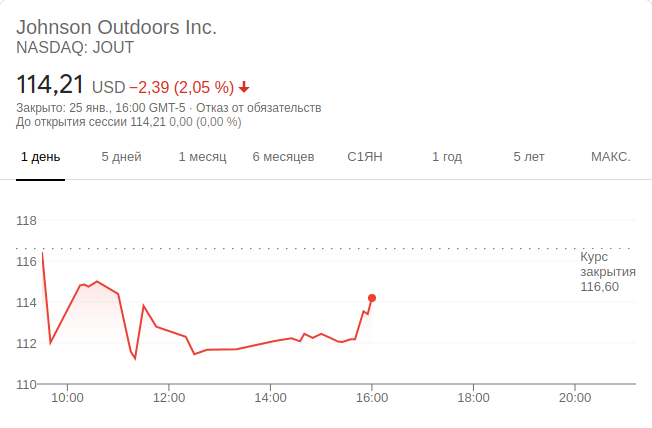 Johnson Outdoors Inc.
NASDAQ: JOUT
114,21 USD −2,39 (2,05 %)
Закрыто: 25 янв., 16:00 GMT-5 · Отказ от обязательств
До открытия сессии 114,21 0,00 (0,00 %)
1 день 5 дней 1 месяц 6 месяцев С1ЯН 1 год 5 лет МАКС.
118
116
Курс
закрытия
116,60
114
112
110
10:00 12:00 14:00 16:00 18:00 20:00